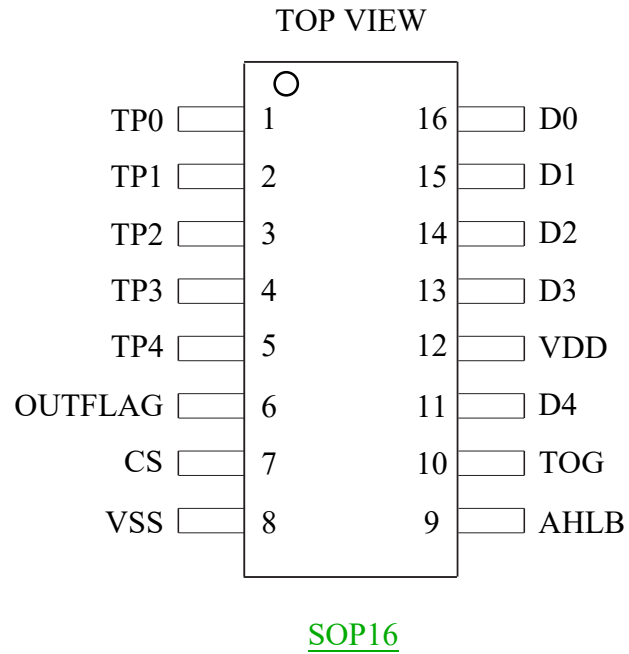 TOP VIEW
TP0 1 16 D0
TP1 2 15 D1
TP2 3 14 D2
TP3 4 13 D3
TP4 5 12 VDD
OUTFLAG 6 11 D4
CS 7 10 TOG
VSS 8 9 AHLB
SOP16